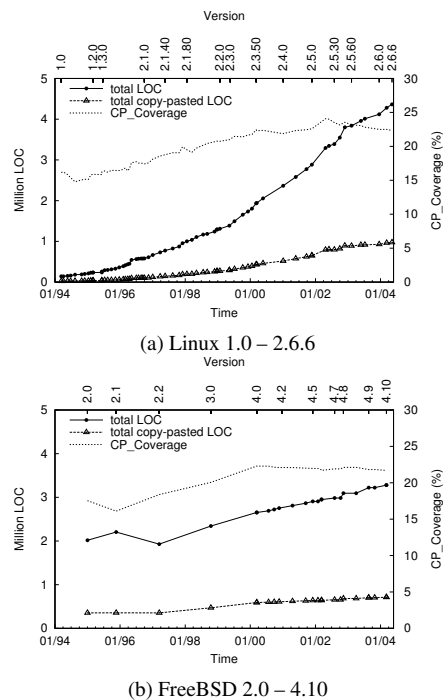 Version
1.0 1.2.0 1.3.0 2.1.0 2.1.40 2.1.80 2.2.0 2.3.0 2.3.50 2.4.0 2.5.0 2.5.30 2.5.60 2.6.0 2.6.6
total LOC
total copy-pasted LOC
CP_Coverage
Million LOC
5
4
3
2
1
0
CP_Coverage (%)
30
25
20
15
10
5
0
01/94 01/96 01/98 01/00 01/02 01/04
Time
(a) Linux 1.0 – 2.6.6
Version
2.0 2.1 2.2 3.0 4.0 4.2 4.5 4.7 4.8 4.9 4.10
total LOC
total copy-pasted LOC
CP_Coverage
Million LOC
5
4
3
2
1
0
CP_Coverage (%)
30
25
20
15
10
5
0
01/94 01/96 01/98 01/00 01/02 01/04
Time
(b) FreeBSD 2.0 – 4.10